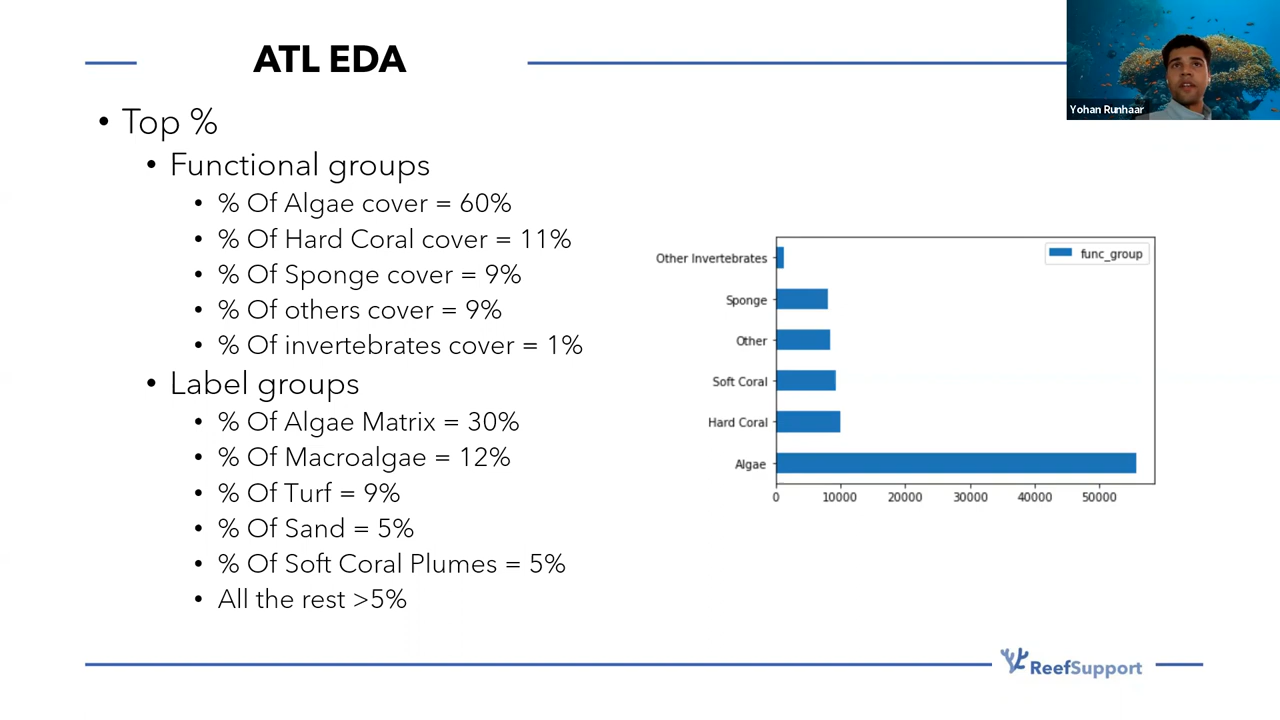 ATL EDA
Yohan Runhaar
• Top %
• Functional groups
• % Of Algae cover = 60%
• % Of Hard Coral cover = 11%
• % Of Sponge cover = 9%
• % Of others cover = 9%
• % Of invertebrates cover = 1%
• Label groups
• % Of Algae Matrix = 30%
• % Of Macroalgae = 12%
• % Of Turf = 9%
• % Of Sand = 5%
• % Of Soft Coral Plumes = 5%
• All the rest >5%
func_group
Other Invertebrates
Sponge
Other
Soft Coral
Hard Coral
Algae
0 10000 20000 30000 40000 50000
ReefSupport